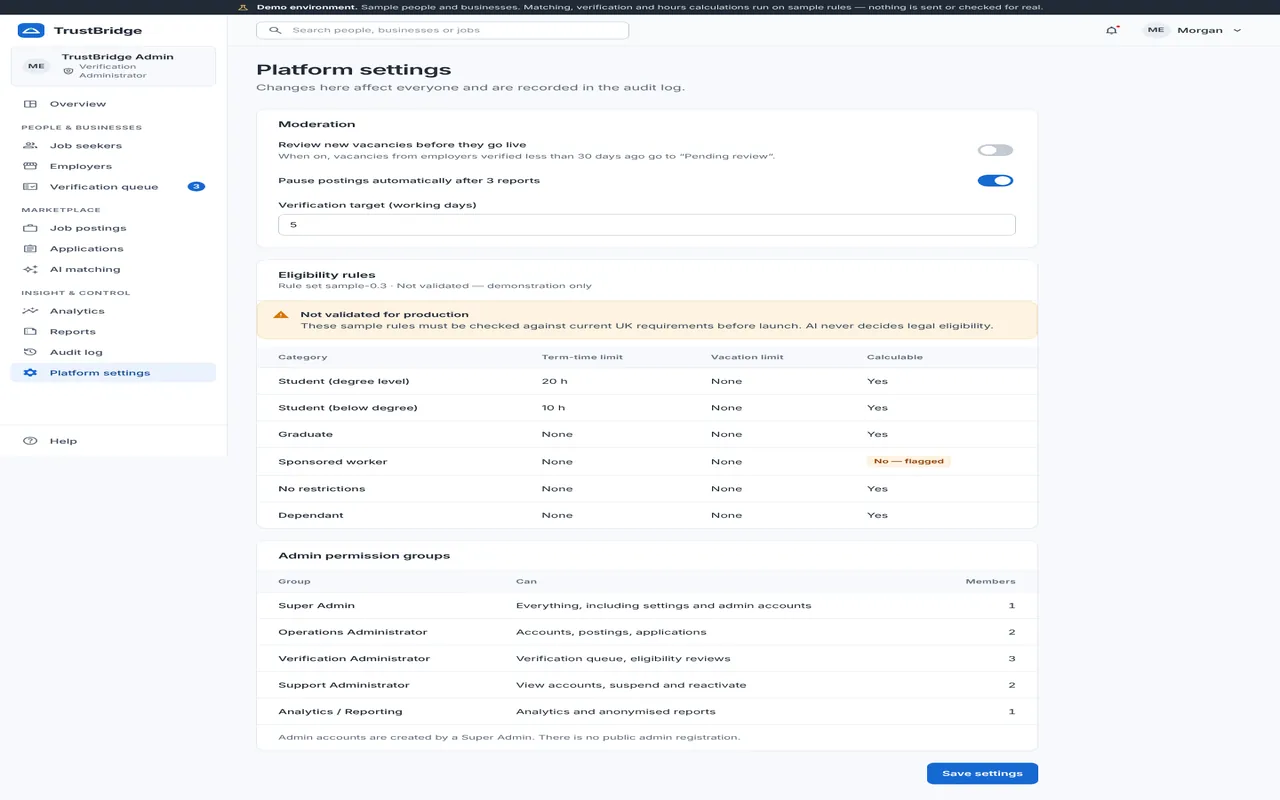 Demo environment. Sample people and businesses. Matching, verification and hours calculations run on sample rules — nothing is sent or checked for real.
TrustBridge
Search people, businesses or jobs
ME
Morgan
ME
TrustBridge Admin
Verification
Administrator
Overview
PEOPLE & BUSINESSES
Job seekers
Employers
Verification queue 3
MARKETPLACE
Job postings
Applications
AI matching
INSIGHT & CONTROL
Analytics
Reports
Audit log
Platform settings
Help
Platform settings
Changes here affect everyone and are recorded in the audit log.
Moderation
Review new vacancies before they go live
When on, vacancies from employers verified less than 30 days ago go to “Pending review”.
Pause postings automatically after 3 reports
Verification target (working days)
5
Eligibility rules
Rule set sample-0.3 · Not validated — demonstration only
Not validated for production
These sample rules must be checked against current UK requirements before launch. AI never decides legal eligibility.
Category Term-time limit Vacation limit Calculable
Student (degree level) 20 h None Yes
Student (below degree) 10 h None Yes
Graduate None None Yes
Sponsored worker None None No — flagged
No restrictions None None Yes
Dependant None None Yes
Admin permission groups
Group Can Members
Super Admin Everything, including settings and admin accounts 1
Operations Administrator Accounts, postings, applications 2
Verification Administrator Verification queue, eligibility reviews 3
Support Administrator View accounts, suspend and reactivate 2
Analytics / Reporting Analytics and anonymised reports 1
Admin accounts are created by a Super Admin. There is no public admin registration.
Save settings